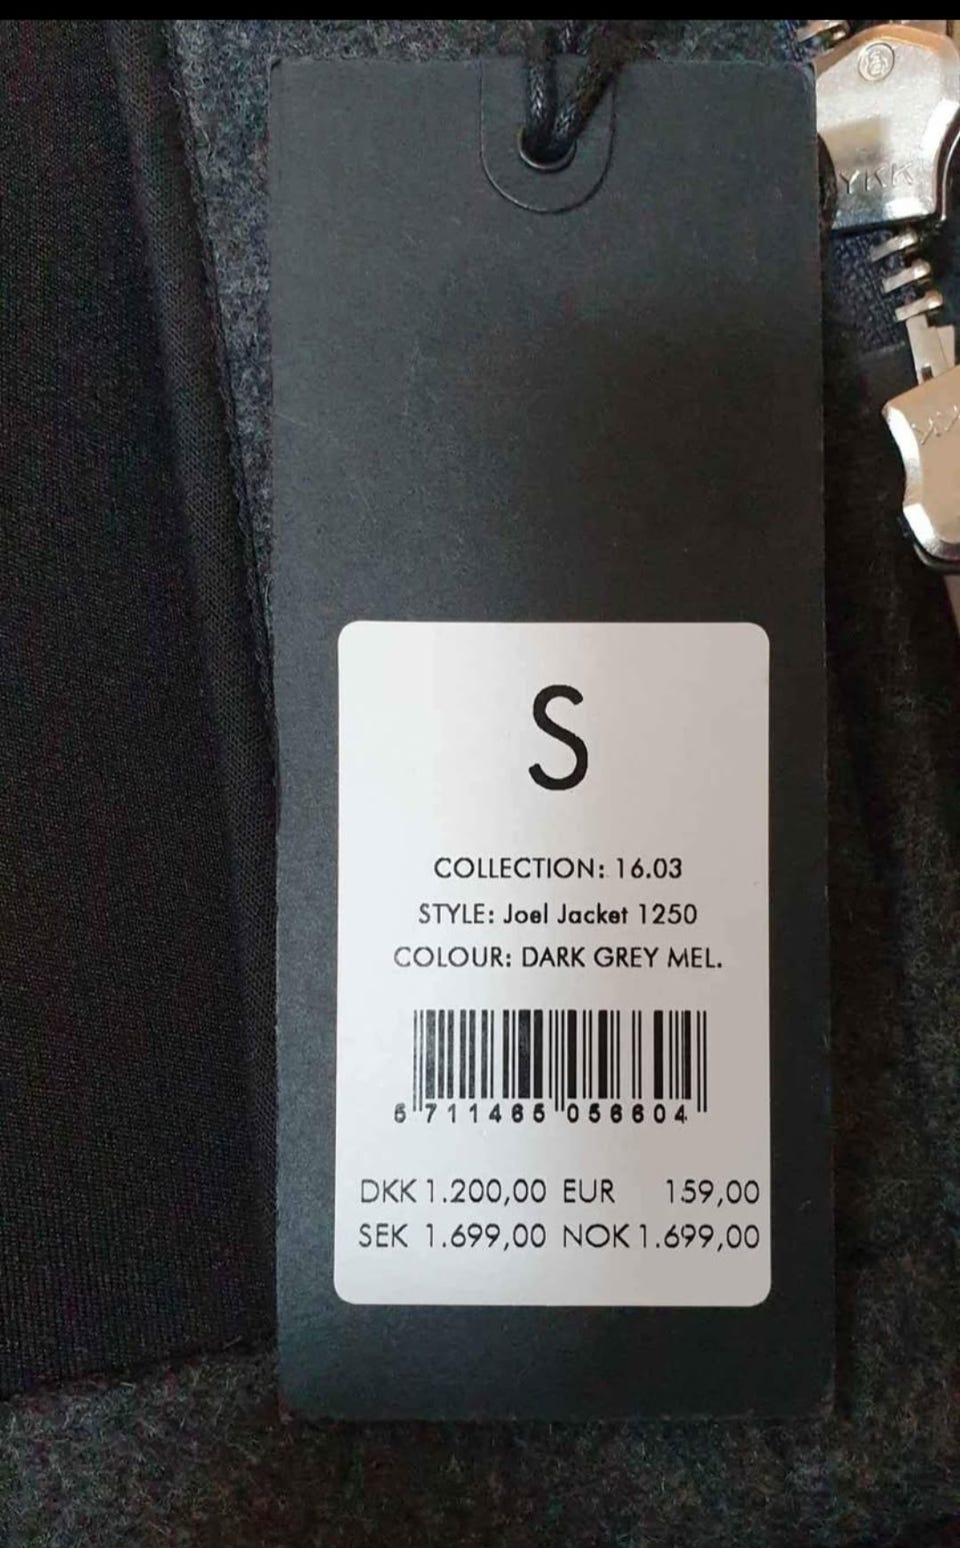 YKK
S
COLLECTION: 16.03
STYLE: Joel Jacket 1250
COLOUR: DARK GREY MEL.
5 711465 056604
DKK 1.200,00 EUR 159,00
SEK 1.699,00 NOK 1.699,00